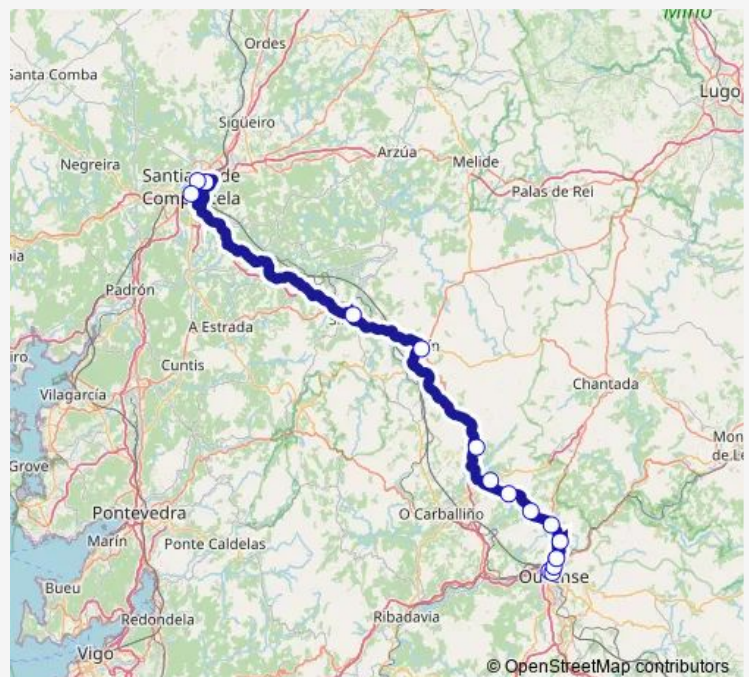 Miño
Ordes
Santa Comba
Lugo
Sigüeiro
Arzúa
Melide
Negreira
Palas de Rei
Padrón
A Estrada
Cuntis
Chantada
Vilagarcía
Grove
Pontevedra
O Carballiño
Marín
Ponte Caldelas
Bueu
Redondela
Ribadavia
Vigo
© OpenStreetMap contributors